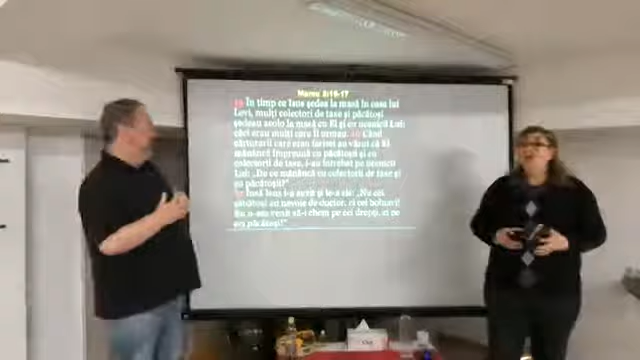 Marcu 2:15-17
15 În timp ce Isus ședea la masă în casa lui
Levi, mulți colectori de taxe și păcătoși
ședeau acolo la masă cu El și cu ucenicii Lui;
căci erau mulți care Îl urmau. 16 Când
cărturarii care erau farisei au văzut că El
mănâncă împreună cu păcătoșii și cu
colectorii de taxe, i-au întrebat pe ucenicii
Lui: „De ce mănâncă cu colectorii de taxe și
cu păcătoșii?”
Însă Isus i-a auzit și le-a zis: „Nu cei
sănătoși au nevoie de doctor, ci cei bolnavi!
Eu n-am venit să-i chem pe cei drepți, ci pe
cei păcătoși!”